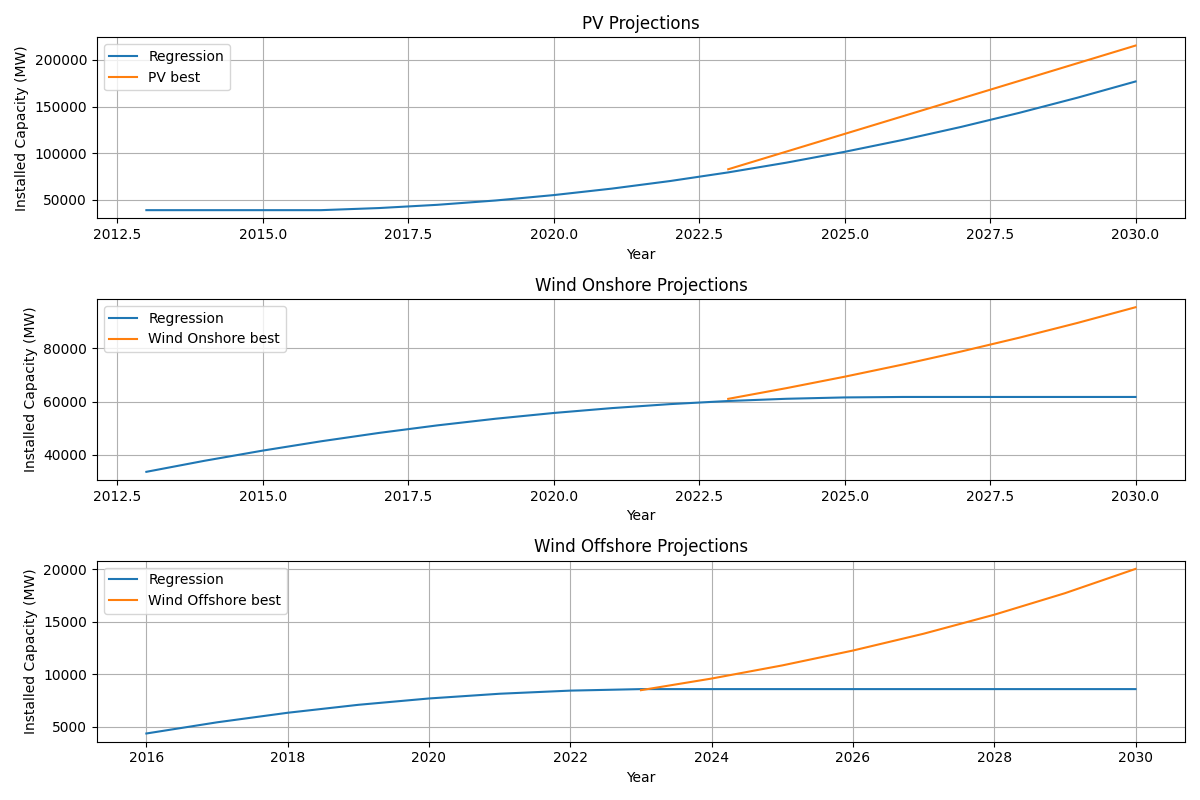 PV Projections
Installed Capacity (MW)
200000
150000
100000
50000
Regression
PV best
2012.5 2015.0 2017.5 2020.0 2022.5 2025.0 2027.5 2030.0
Year
Wind Onshore Projections
Installed Capacity (MW)
80000
60000
40000
Regression
Wind Onshore best
2012.5 2015.0 2017.5 2020.0 2022.5 2025.0 2027.5 2030.0
Year
Wind Offshore Projections
Installed Capacity (MW)
20000
15000
10000
5000
Regression
Wind Offshore best
2016 2018 2020 2022 2024 2026 2028 2030
Year